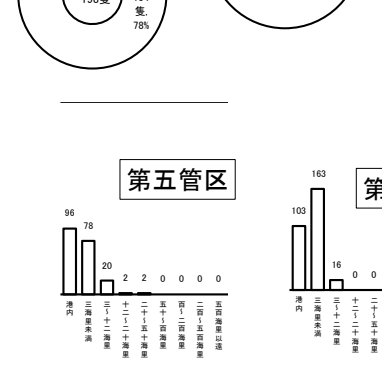 隻,
78%
第五管区
96
78
20
2
2
0
0
0
0
港内
三海里未満
三~十二海里
十二~二十海里
二十~五十海里
五十~百海里
百~二百海里
二百~五百海里
五百海里以遠
第
103
163
16
0
0
港内
三海里未満
三~十二海里
十二~二十海里
二十~五十海里